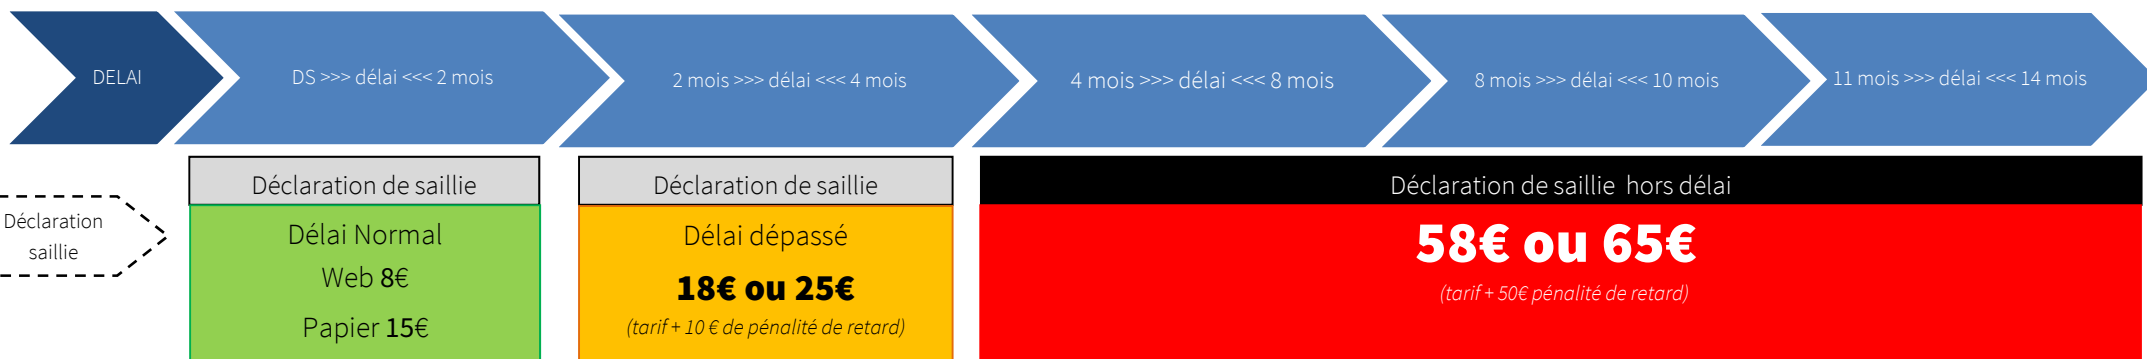 DELAI
DS >>> délai <<< 2 mois
2 mois >>> délai <<< 4 mois
4 mois >>> délai <<< 8 mois
8 mois >>> délai <<< 10 mois
11 mois >>> délai <<< 14 mois
Déclaration
saillie
Déclaration de saillie
Délai Normal
Web 8€
Papier 15€
Déclaration de saillie
Délai dépassé
18€ ou 25€
(tarif + 10 € de pénalité de retard)
Déclaration de saillie hors délai
58€ ou 65€
(tarif + 50€ pénalité de retard)